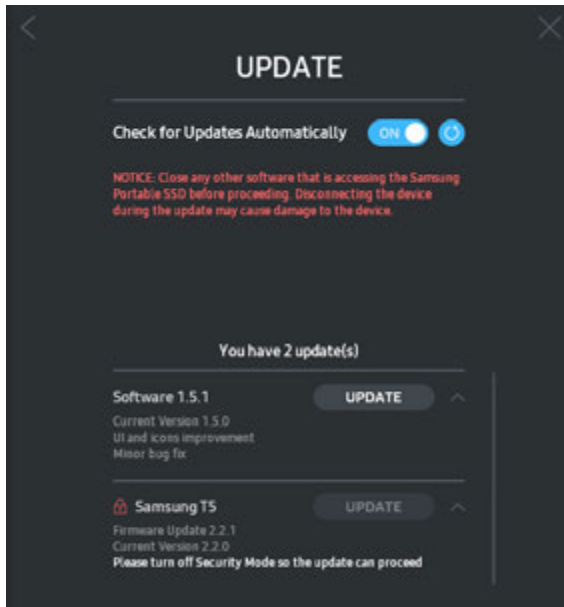 UPDATE
Check for Updates Automatically ON
NOTICE: Close any other software that is accessing the Samsung
Portable SSD before proceeding. Disconnecting the device
during the update may cause damage to the device.
You have 2 update(s)
Software 1.5.1 UPDATE
Current Version 1.5.0
UI and icons improvement
Minor bug fix
Samsung T5 UPDATE
Firmware Update 2.2.1
Current Version 2.2.0
Please turn off Security Mode so the update can proceed